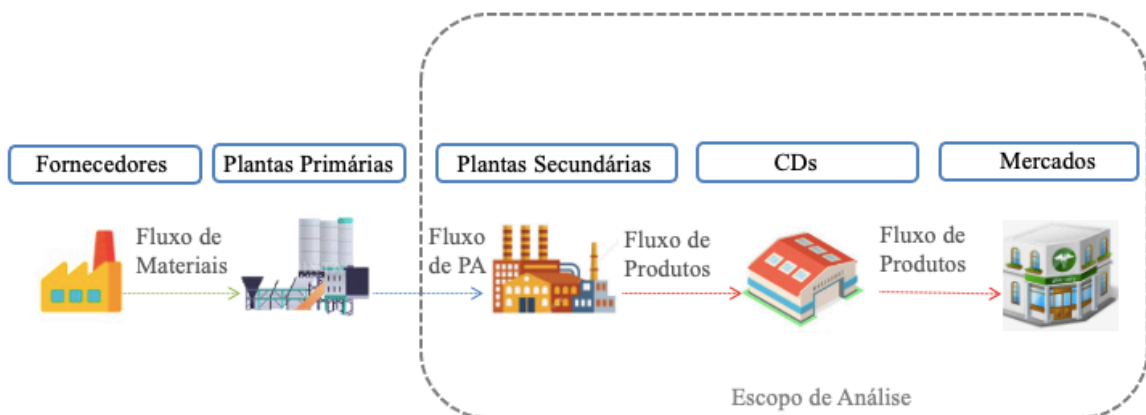 Fornecedores
Plantas Primárias
Plantas Secundárias
CDs
Mercados
Fluxo de
Materiais
Fluxo
de PA
Fluxo de
Produtos
Fluxo de
Produtos
Escopo de Análise